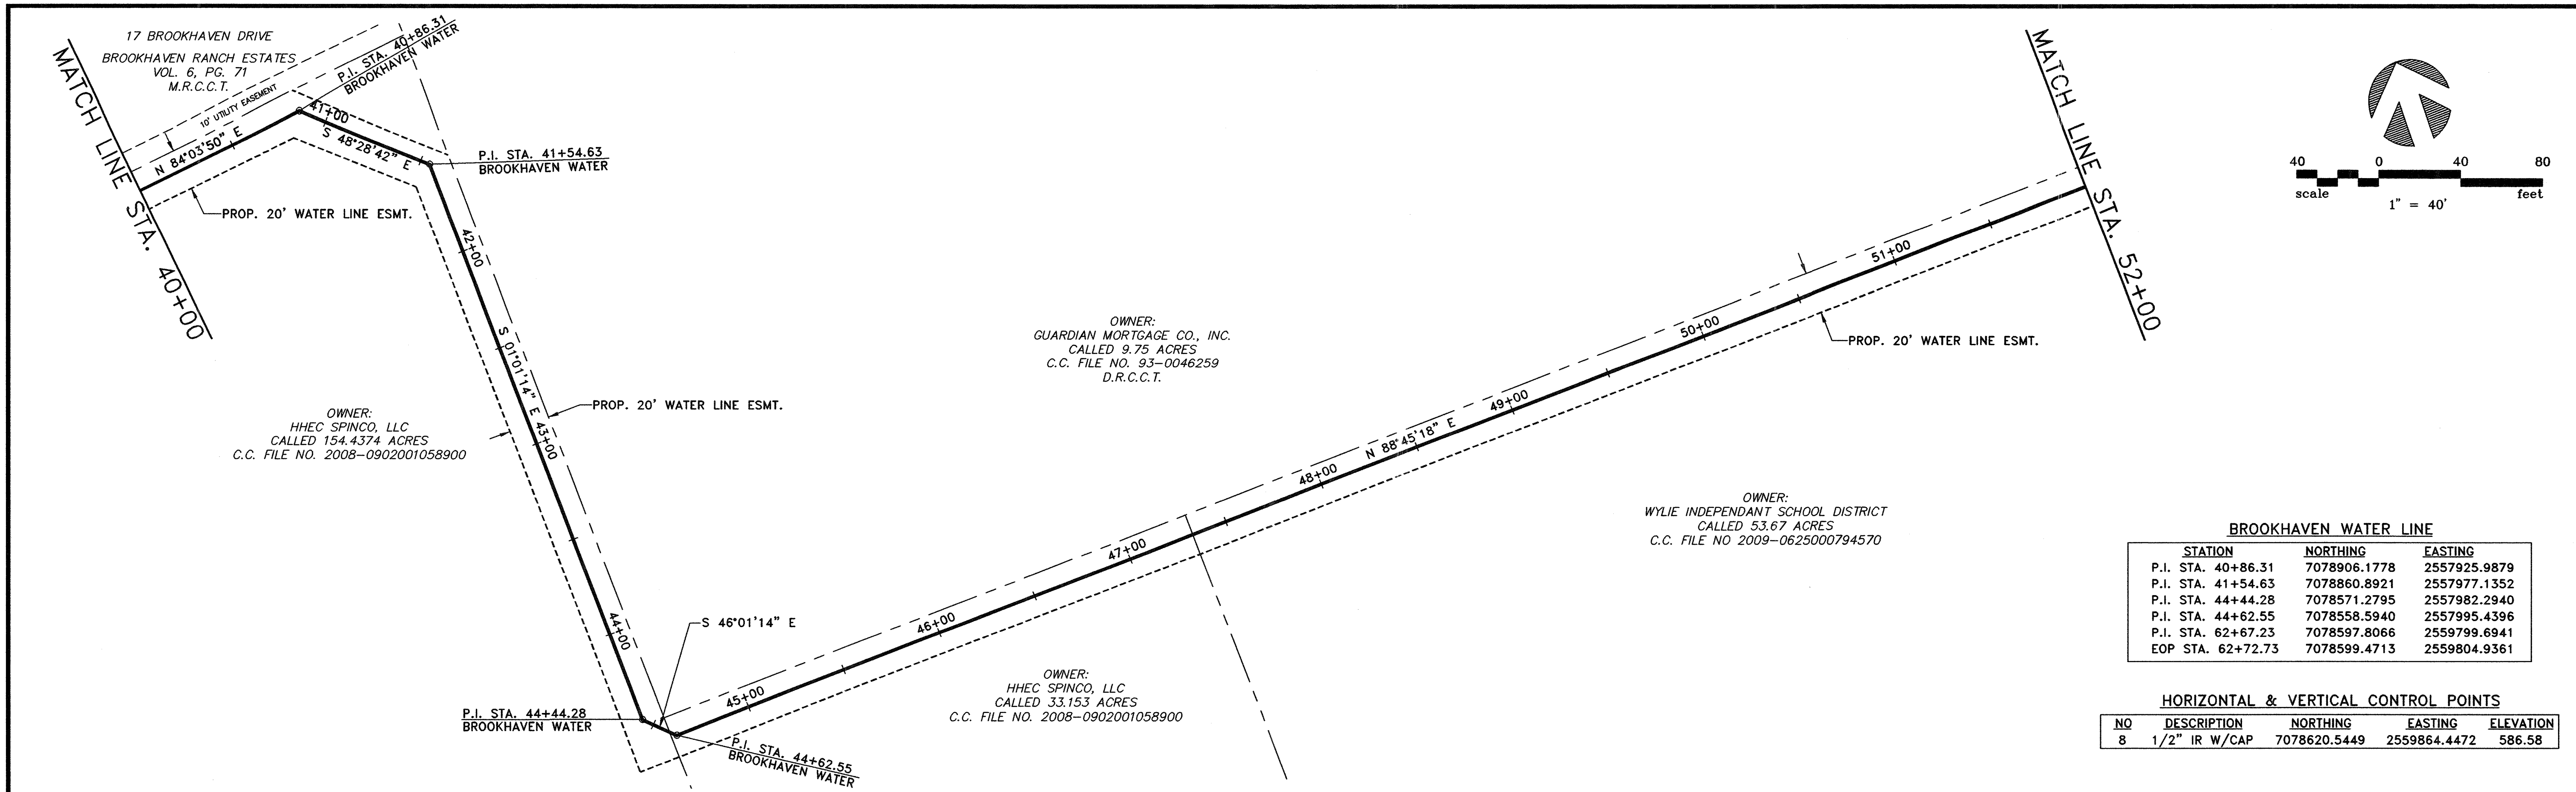 17 BROOKHAVEN DRIVE
BROOKHAVEN RANCH ESTATES
VOL. 6, PG. 71
M.R.C.C.T.
MATCH LINE STA. 40+00
10' UTILITY EASEMENT
N 84°03'50" E
P.I. STA. 40+86.31
BROOKHAVEN WATER
41+00
S 48°28'42" E
P.I. STA. 41+54.63
BROOKHAVEN WATER
PROP. 20' WATER LINE ESMT.
42+00
S 01°01'14" E
43+00
PROP. 20' WATER LINE ESMT.
OWNER:
HHEC SPINCO, LLC
CALLED 154.4374 ACRES
C.C. FILE NO. 2008-0902001058900
44+00
S 46°01'14" E
P.I. STA. 44+44.28
BROOKHAVEN WATER
P.I. STA. 44+62.55
BROOKHAVEN WATER
45+00
46+00
47+00
48+00
N 88°45'18" E
49+00
50+00
51+00
OWNER:
GUARDIAN MORTGAGE CO., INC.
CALLED 9.75 ACRES
C.C. FILE NO. 93-0046259
D.R.C.C.T.
OWNER:
HHEC SPINCO, LLC
CALLED 33.153 ACRES
C.C. FILE NO. 2008-0902001058900
OWNER:
WYLIE INDEPENDANT SCHOOL DISTRICT
CALLED 53.67 ACRES
C.C. FILE NO 2009-0625000794570
PROP. 20' WATER LINE ESMT.
MATCH LINE STA. 52+00
40 0 40 80
scale feet
1" = 40'
BROOKHAVEN WATER LINE
STATION NORTHING EASTING
P.I. STA. 40+86.31 7078906.1778 2557925.9879
P.I. STA. 41+54.63 7078860.8921 2557977.1352
P.I. STA. 44+44.28 7078571.2795 2557982.2940
P.I. STA. 44+62.55 7078558.5940 2557995.4396
P.I. STA. 62+67.23 7078597.8066 2559799.6941
EOP STA. 62+72.73 7078599.4713 2559804.9361
HORIZONTAL & VERTICAL CONTROL POINTS
NO DESCRIPTION NORTHING EASTING ELEVATION
8 1/2" IR W/CAP 7078620.5449 2559864.4472 586.58